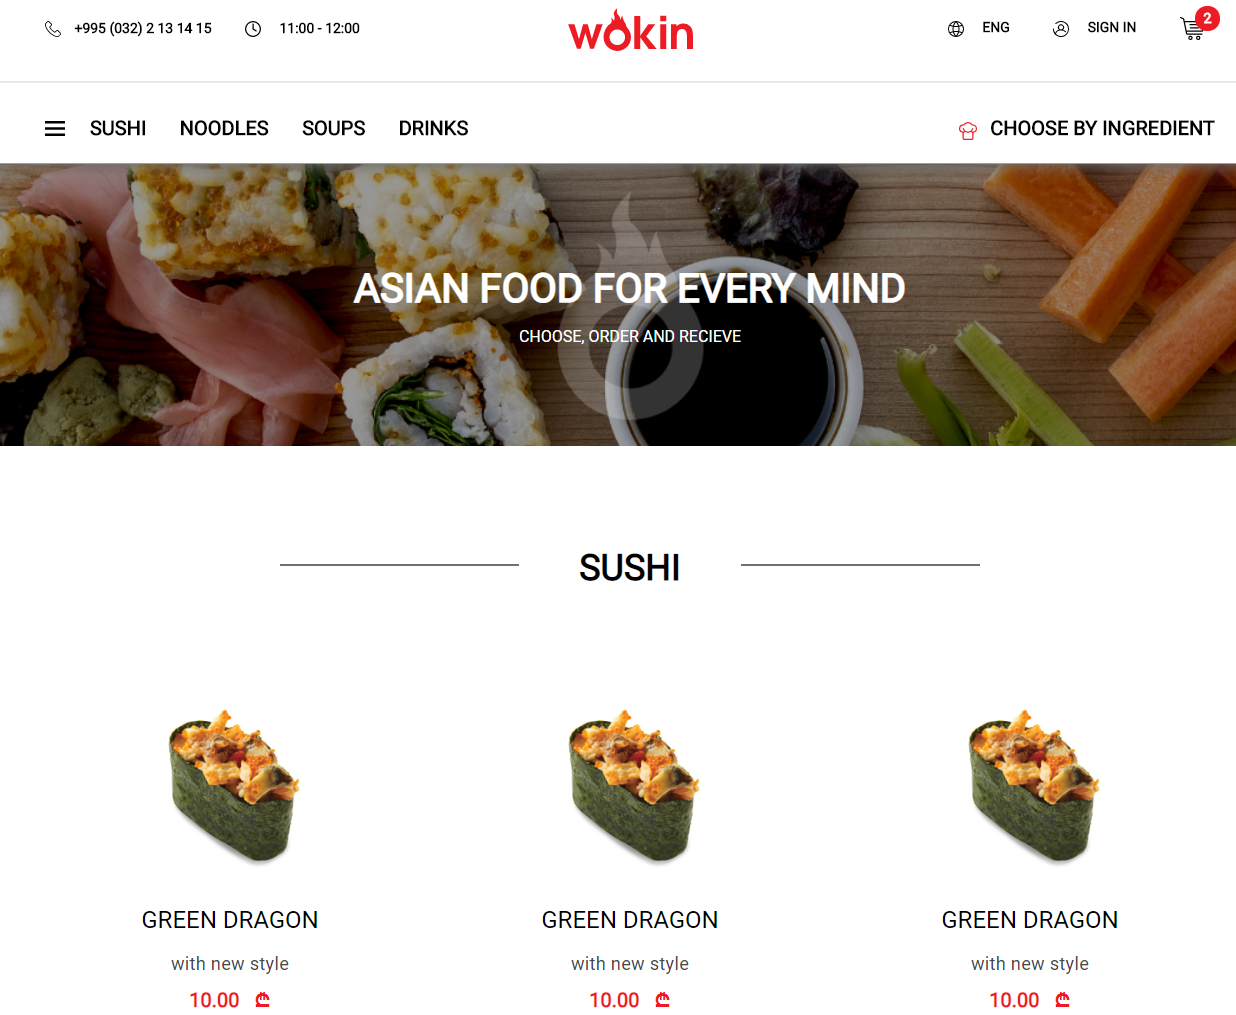 +995 (032) 2 13 14 15
11:00 - 12:00
wokin
ENG
SIGN IN
2
SUSHI
NOODLES
SOUPS
DRINKS
CHOOSE BY INGREDIENT
ASIAN FOOD FOR EVERY MIND
CHOOSE, ORDER AND RECIEVE
SUSHI
GREEN DRAGON
with new style
10.00 ₾
GREEN DRAGON
with new style
10.00 ₾
GREEN DRAGON
with new style
10.00 ₾